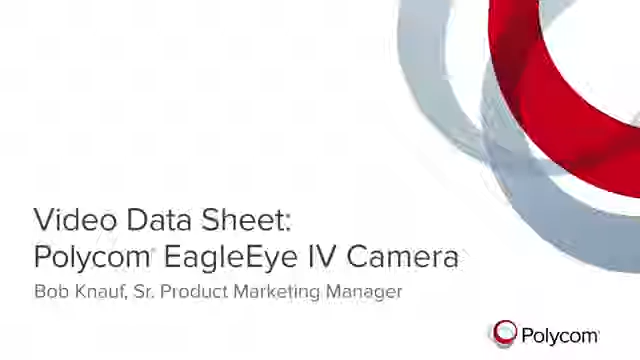 Video Data Sheet:
Polycom® EagleEye IV Camera
Bob Knauf, Sr. Product Marketing Manager
Polycom